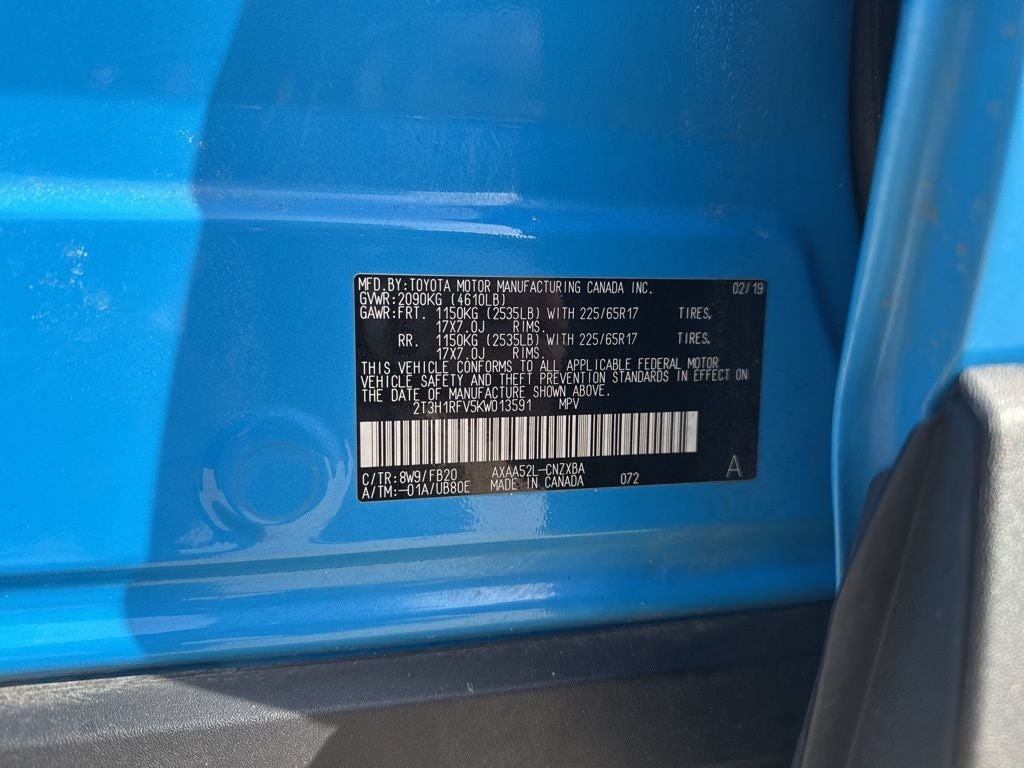 MFD.BY:TOYOTA MOTOR MANUFACTURING CANADA INC. 02/19
GVWR:2090KG (4610LB)
GAWR:FRT. 1150KG (2535LB) WITH 225/65R17 TIRES,
17X7.0J RIMS.
RR. 1150KG (2535LB) WITH 225/65R17 TIRES,
17X7.0J RIMS.
THIS VEHICLE CONFORMS TO ALL APPLICABLE FEDERAL MOTOR
VEHICLE SAFETY AND THEFT PREVENTION STANDARDS IN EFFECT ON
THE DATE OF MANUFACTURE SHOWN ABOVE.
2T3H1RFV5KW013591 MPV
C/TR:8W9/FB20 AXAA52L-CNZXBA
A/TM:-01A/UB80E MADE IN CANADA 072 A